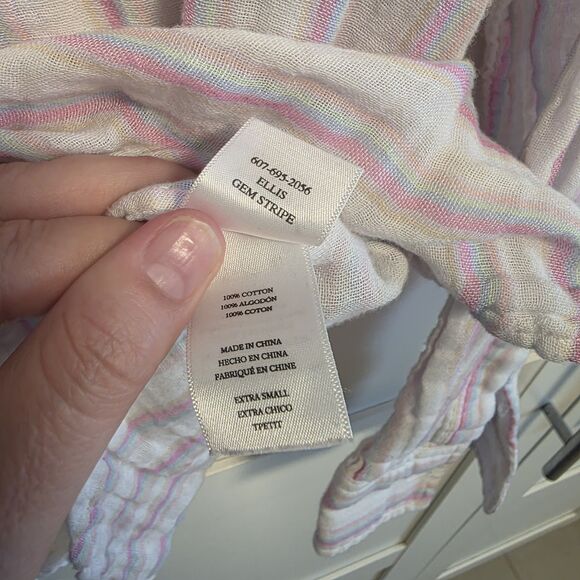 607-695-2056
ELLIS
GEM STRIPE
100% COTTON
100% ALGODÓN
100% COTON
MADE IN CHINA
HECHO EN CHINA
FABRIQUÉ EN CHINE
EXTRA SMALL
EXTRA CHICO
TPETIT